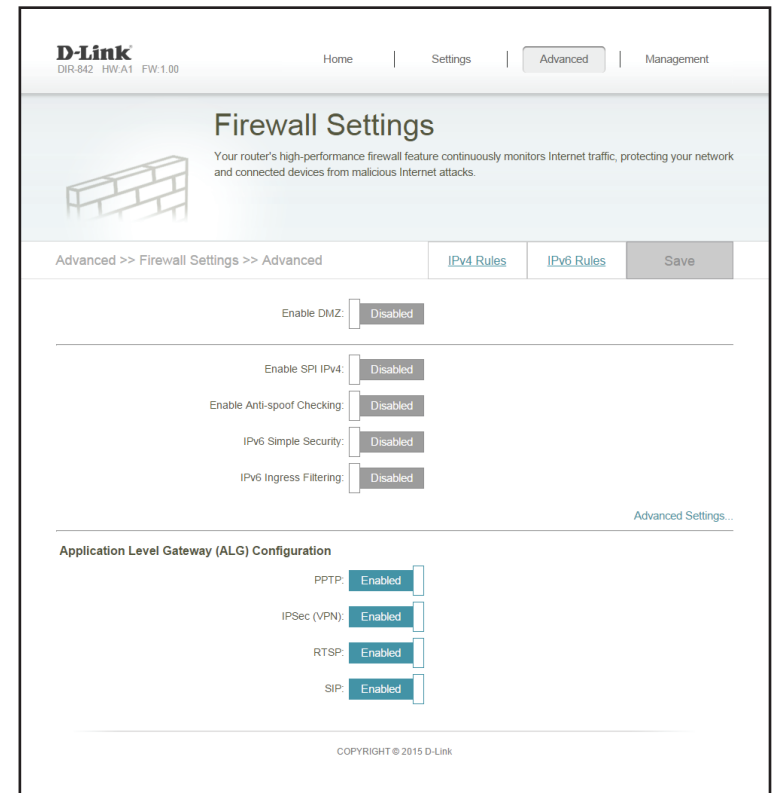 D-Link
DIR-842 HW:A1 FW:1.00
Home
Settings
Advanced
Management
Firewall Settings
Your router's high-performance firewall feature continuously monitors Internet traffic, protecting your network
and connected devices from malicious Internet attacks.
Advanced >> Firewall Settings >> Advanced
IPv4 Rules
IPv6 Rules
Save
Enable DMZ: Disabled
Enable SPI IPv4: Disabled
Enable Anti-spoof Checking: Disabled
IPv6 Simple Security: Disabled
IPv6 Ingress Filtering: Disabled
Advanced Settings...
Application Level Gateway (ALG) Configuration
PPTP: Enabled
IPSec (VPN): Enabled
RTSP: Enabled
SIP: Enabled
COPYRIGHT © 2015 D-Link